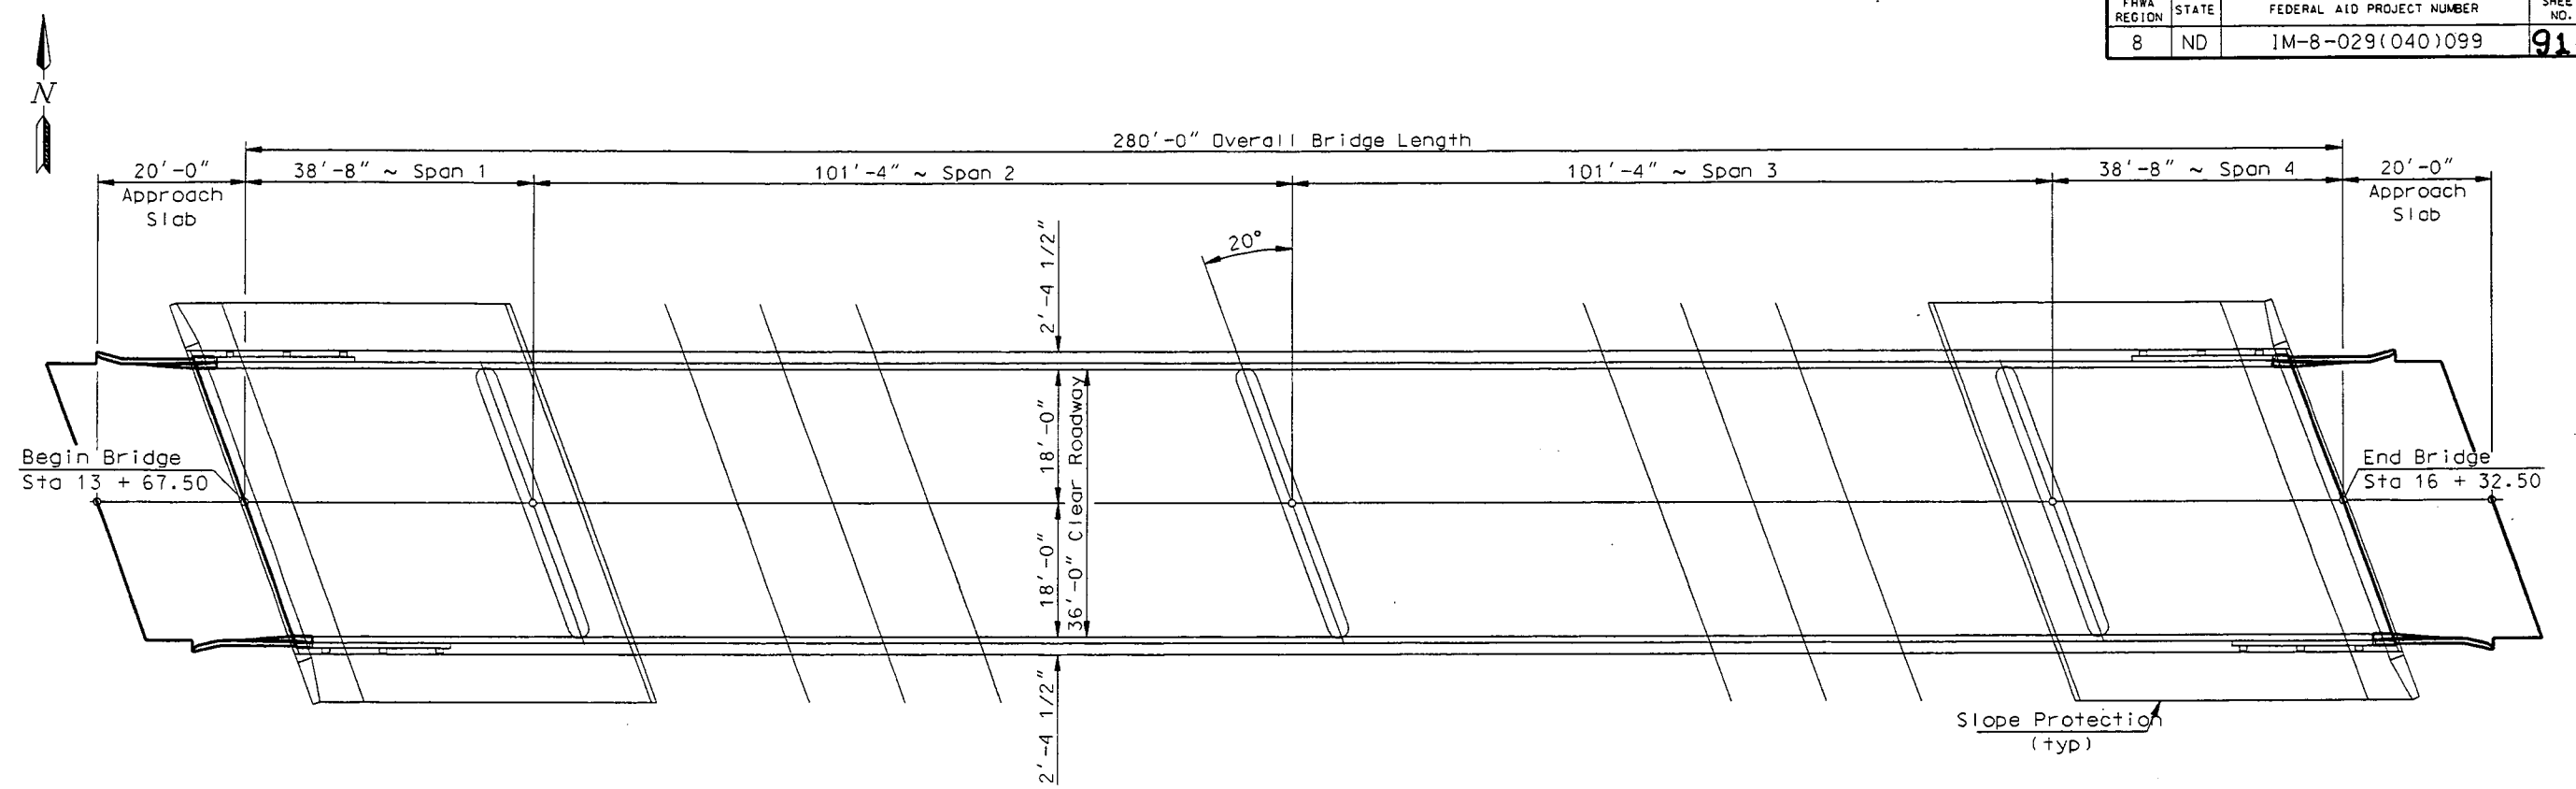 FHWA REGION STATE FEDERAL AID PROJECT NUMBER NO.
8 ND IM-8-029(040)099 91
N
280'-0" Overall Bridge Length
20'-0" 38'-8" ~ Span 1 101'-4" ~ Span 2 101'-4" ~ Span 3 38'-8" ~ Span 4 20'-0"
Approach Slab
Approach Slab
2'-4 1/2"
20°
18'-0"
36'-0" Clear Roadway
18'-0"
2'-4 1/2"
Begin Bridge
Sta 13 + 67.50
End Bridge
Sta 16 + 32.50
Slope Protection
(typ)